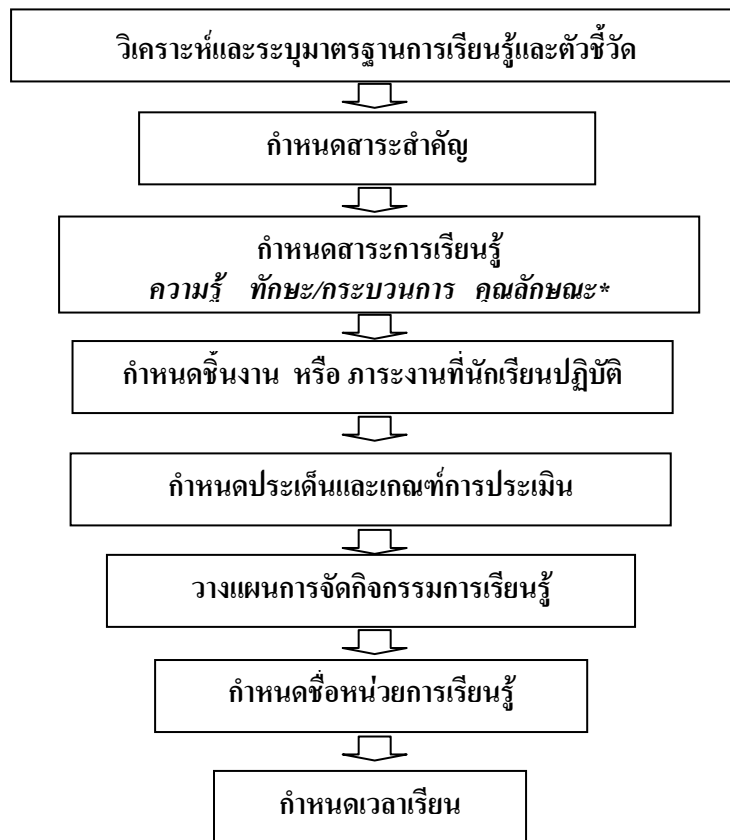 วิเคราะห์และระบุมาตรฐานการเรียนรู้และตัวชี้วัด
กำหนดสาระสำคัญ
กำหนดสาระการเรียนรู้
ความรู้ ทักษะ/กระบวนการ คุณลักษณะ*
กำหนดชิ้นงาน หรือ ภาระงานที่นักเรียนปฏิบัติ
กำหนดประเด็นและเกณฑ์การประเมิน
วางแผนการจัดกิจกรรมการเรียนรู้
กำหนดชื่อหน่วยการเรียนรู้
กำหนดเวลาเรียน